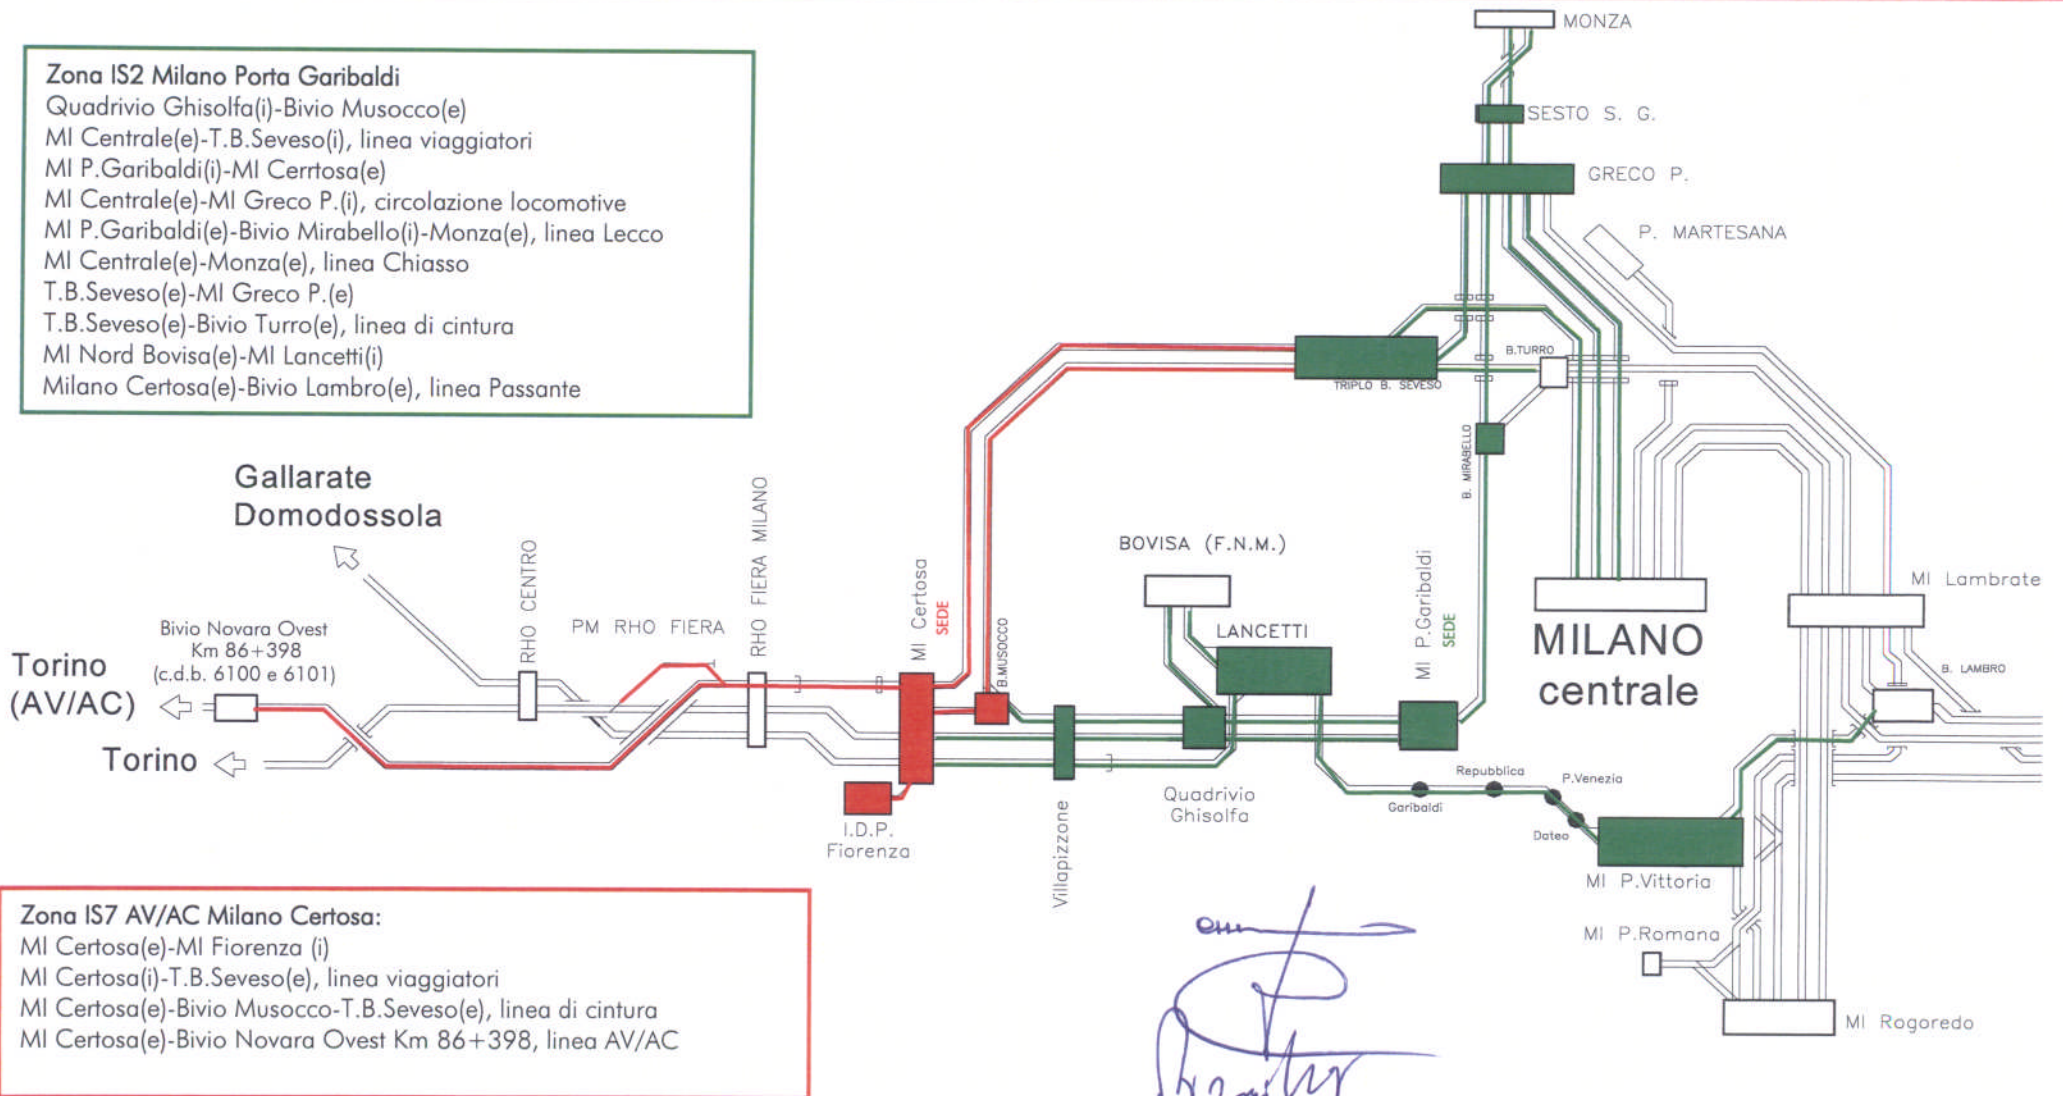 MONZA
Zona IS2 Milano Porta Garibaldi
Quadrivio Ghisolfa(i)-Bivio Musocco(e)
MI Centrale(e)-T.B.Seveso(i), linea viaggiatori
MI P.Garibaldi(i)-MI Cerrtosa(e)
MI Centrale(e)-MI Greco P.(i), circolazione locomotive
MI P.Garibaldi(e)-Bivio Mirabello(i)-Monza(e), linea Lecco
MI Centrale(e)-Monza(e), linea Chiasso
T.B.Seveso(e)-MI Greco P.(e)
T.B.Seveso(e)-Bivio Turro(e), linea di cintura
MI Nord Bovisa(e)-MI Lancetti(i)
Milano Certosa(e)-Bivio Lambro(e), linea Passante
SESTO S. G.
GRECO P.
P. MARTESANA
B.TURRO
TRIPLO B. SEVESO
B. MIRABELLO
Gallarate
Domodossola
RHO CENTRO
PM RHO FIERA
RHO FIERA MILANO
MI Certosa
SEDE
B.MUSOCCO
BOVISA (F.N.M.)
LANCETTI
MI P.Garibaldi
SEDE
MILANO
centrale
MI Lambrate
B. LAMBRO
Bivio Novara Ovest
Km 86+398
(c.d.b. 6100 e 6101)
Torino
(AV/AC)
Torino
I.D.P.
Fiorenza
Villapizzone
Quadrivio
Ghisolfa
Garibaldi
Repubblica
P.Venezia
Dateo
MI P.Vittoria
MI P.Romana
MI Rogoredo
Zona IS7 AV/AC Milano Certosa:
MI Certosa(e)-MI Fiorenza (i)
MI Certosa(i)-T.B.Seveso(e), linea viaggiatori
MI Certosa(e)-Bivio Musocco-T.B.Seveso(e), linea di cintura
MI Certosa(e)-Bivio Novara Ovest Km 86+398, linea AV/AC